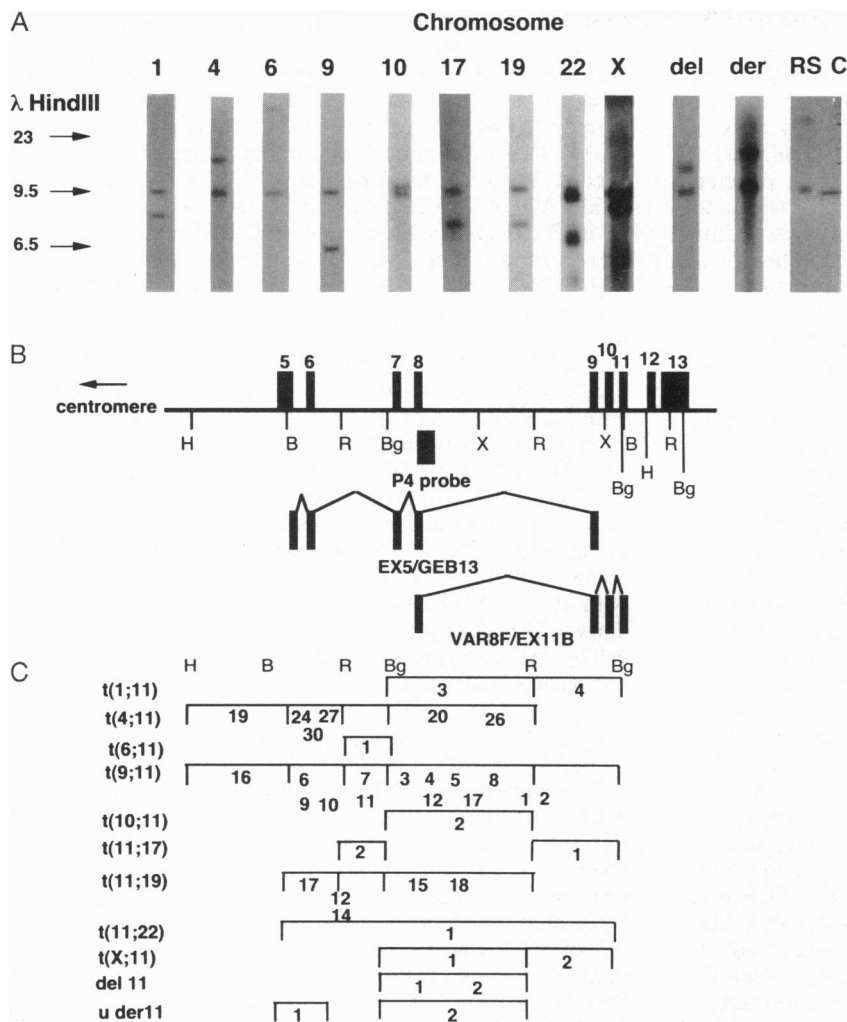 A
Chromosome
1 4 6 9 10 17 19 22 X del der RS C
λ HindIII
23
9.5
6.5
B
5 6 7 8 9 10 11 12 13
centromere
H B R Bg X R X B R
H
Bg Bg
P4 probe
EX5/GEB13
VAR8F/EX11B
C
H B R Bg R Bg
t(1;11) 3 4
t(4;11) 19 24 27 20 26
30
t(6;11) 1
t(9;11) 16 6 7 3 4 5 8
9 10 11 12 17 1 2
t(10;11) 2
t(11;17) 2 1
t(11;19) 17 15 18
12
14
t(11;22) 1
t(X;11) 1 2
del 11 1 2
u der11 1 2